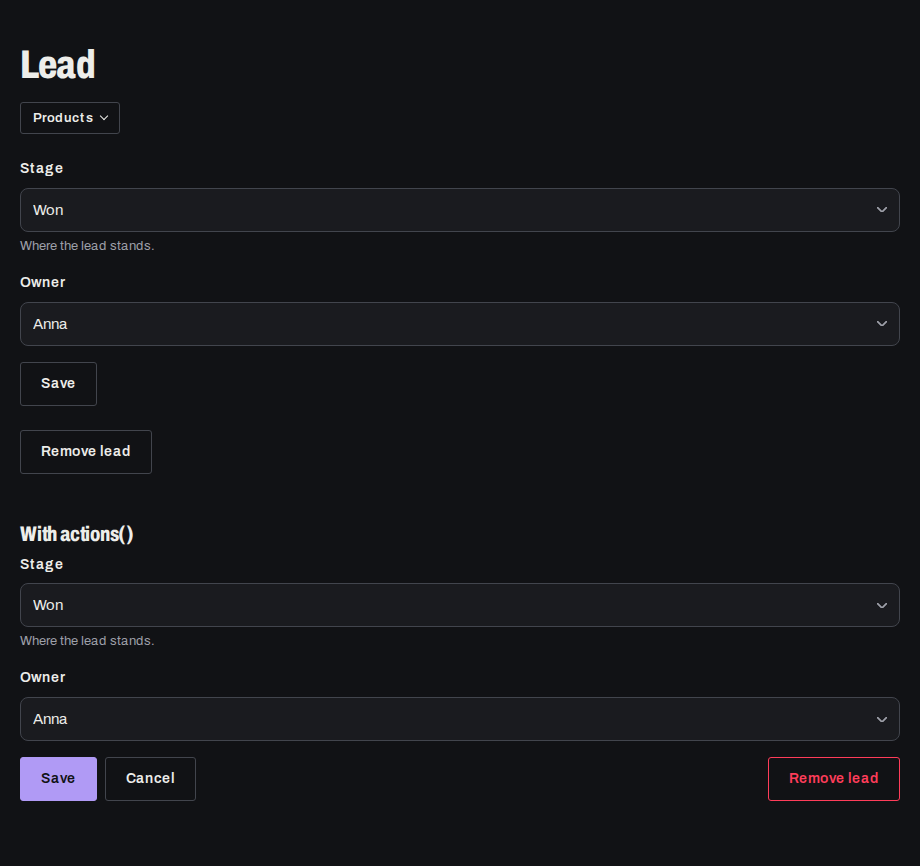 Lead
Products
Stage
Won
Where the lead stands.
Owner
Anna
Save
Remove lead
With actions()
Stage
Won
Where the lead stands.
Owner
Anna
Save Cancel Remove lead